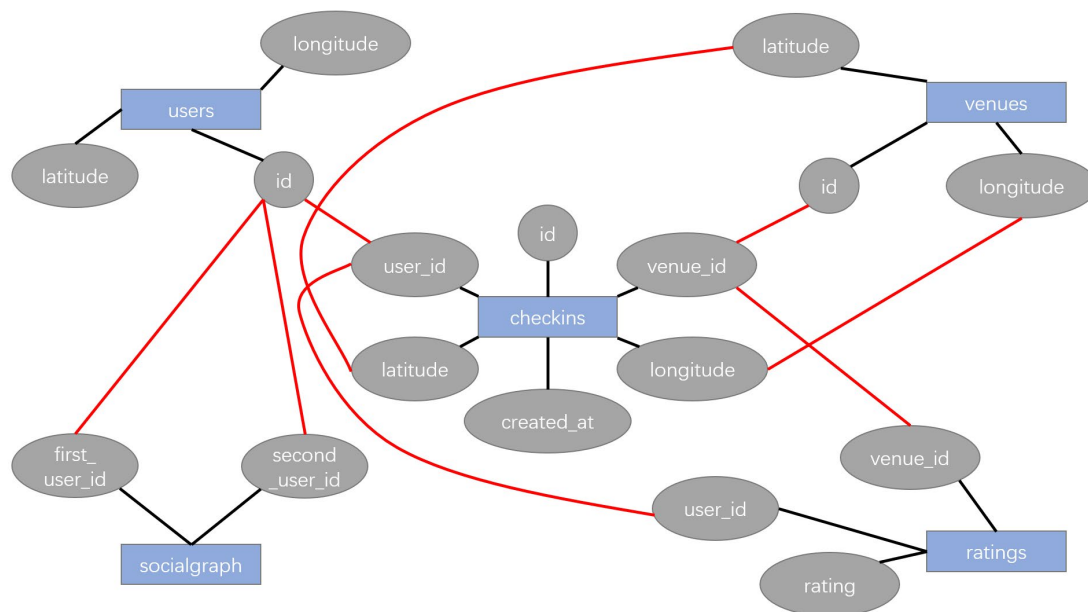 longitude
latitude
users
venues
latitude
id
id
longitude
id
user_id
venue_id
checkins
latitude
longitude
created_at
first_
user_id
second
_user_id
venue_id
user_id
socialgraph
ratings
rating